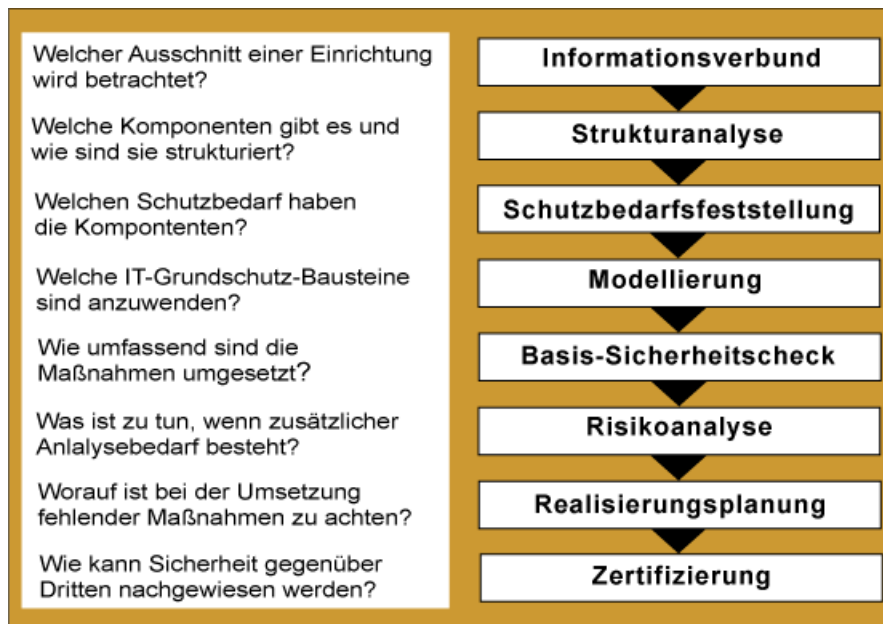 Welcher Ausschnitt einer Einrichtung
wird betrachtet?
Informationsverbund
Welche Komponenten gibt es und
wie sind sie strukturiert?
Strukturanalyse
Welchen Schutzbedarf haben
die Kompontenten?
Schutzbedarfsfeststellung
Welche IT-Grundschutz-Bausteine
sind anzuwenden?
Modellierung
Wie umfassend sind die
Maßnahmen umgesetzt?
Basis-Sicherheitscheck
Was ist zu tun, wenn zusätzlicher
Anlalysebedarf besteht?
Risikoanalyse
Worauf ist bei der Umsetzung
fehlender Maßnahmen zu achten?
Realisierungsplanung
Wie kann Sicherheit gegenüber
Dritten nachgewiesen werden?
Zertifizierung